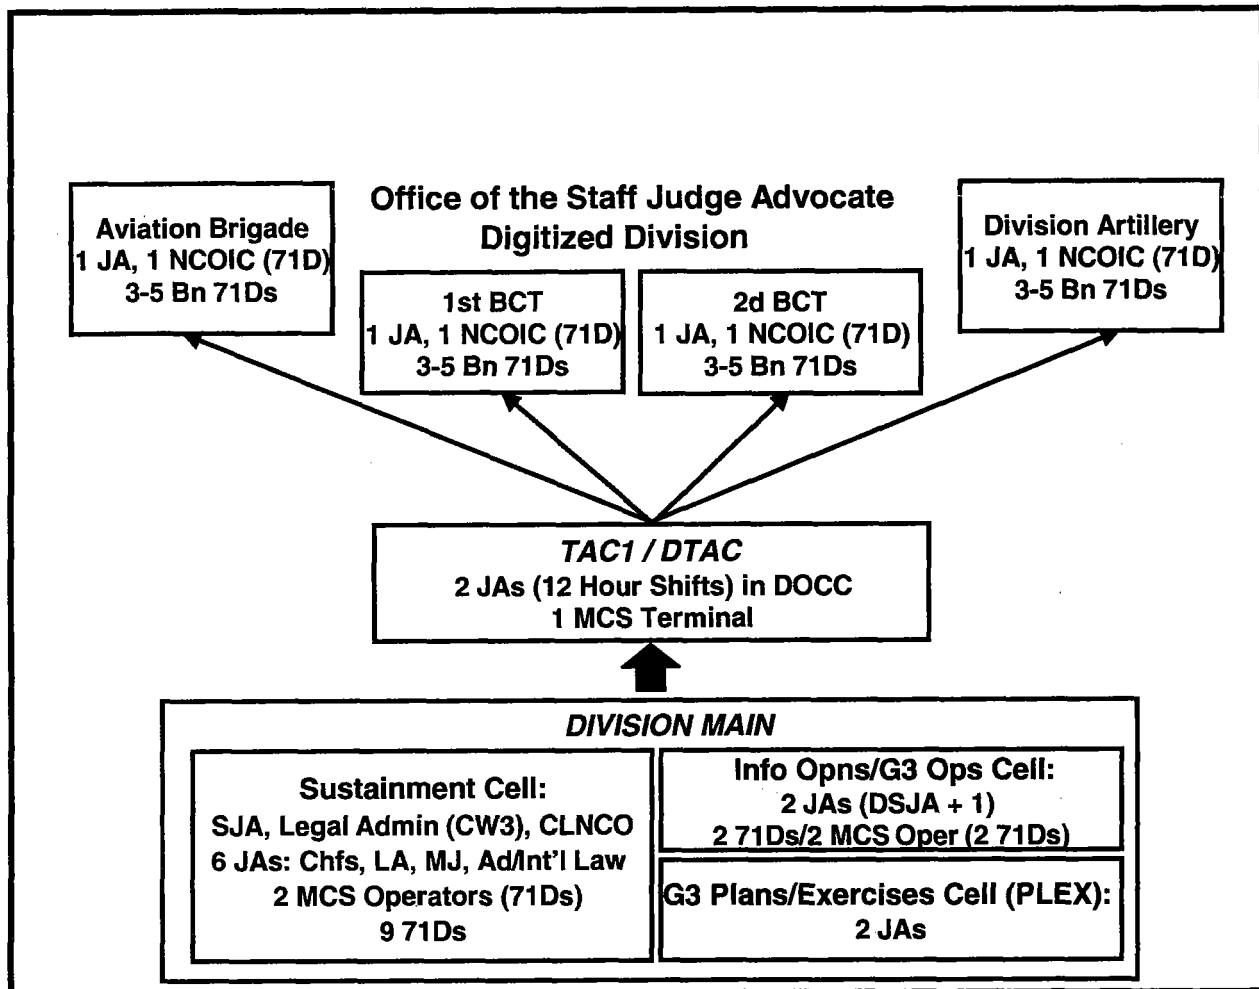 Office of the Staff Judge Advocate
Digitized Division
Aviation Brigade
1 JA, 1 NCOIC (71D)
3-5 Bn 71Ds
1st BCT
1 JA, 1 NCOIC (71D)
3-5 Bn 71Ds
2d BCT
1 JA, 1 NCOIC (71D)
3-5 Bn 71Ds
Division Artillery
1 JA, 1 NCOIC (71D)
3-5 Bn 71Ds
TAC1 / DTAC
2 JAs (12 Hour Shifts) in DOCC
1 MCS Terminal
DIVISION MAIN
Sustainment Cell:
SJA, Legal Admin (CW3), CLNCO
6 JAs: Chfs, LA, MJ, Ad/Int'l Law
2 MCS Operators (71Ds)
9 71Ds
Info Opns/G3 Ops Cell:
2 JAs (DSJA + 1)
2 71Ds/2 MCS Oper (2 71Ds)
G3 Plans/Exercises Cell (PLEX):
2 JAs